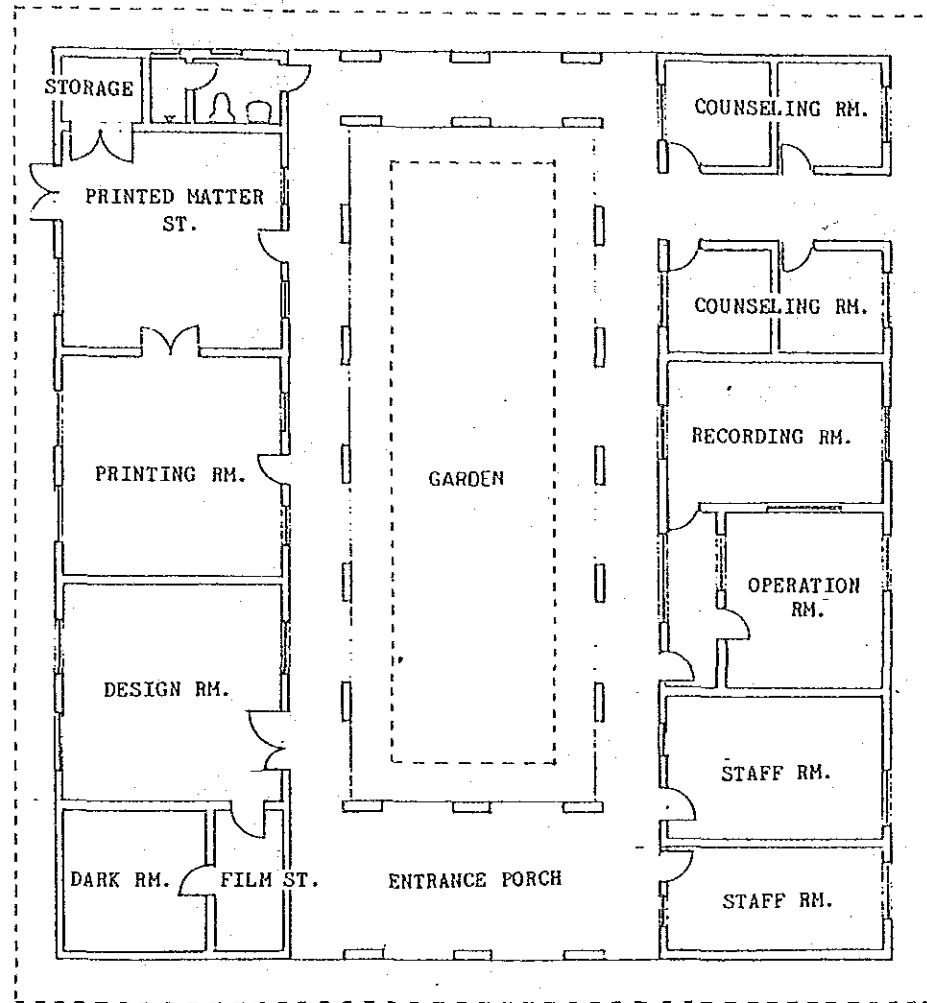 STORAGE
COUNSELING RM.
PRINTED MATTER
ST.
COUNSELING RM.
RECORDING RM.
PRINTING RM.
GARDEN
OPERATION
RM.
DESIGN RM.
STAFF RM.
DARK RM.
FILM ST.
ENTRANCE PORCH
STAFF RM.